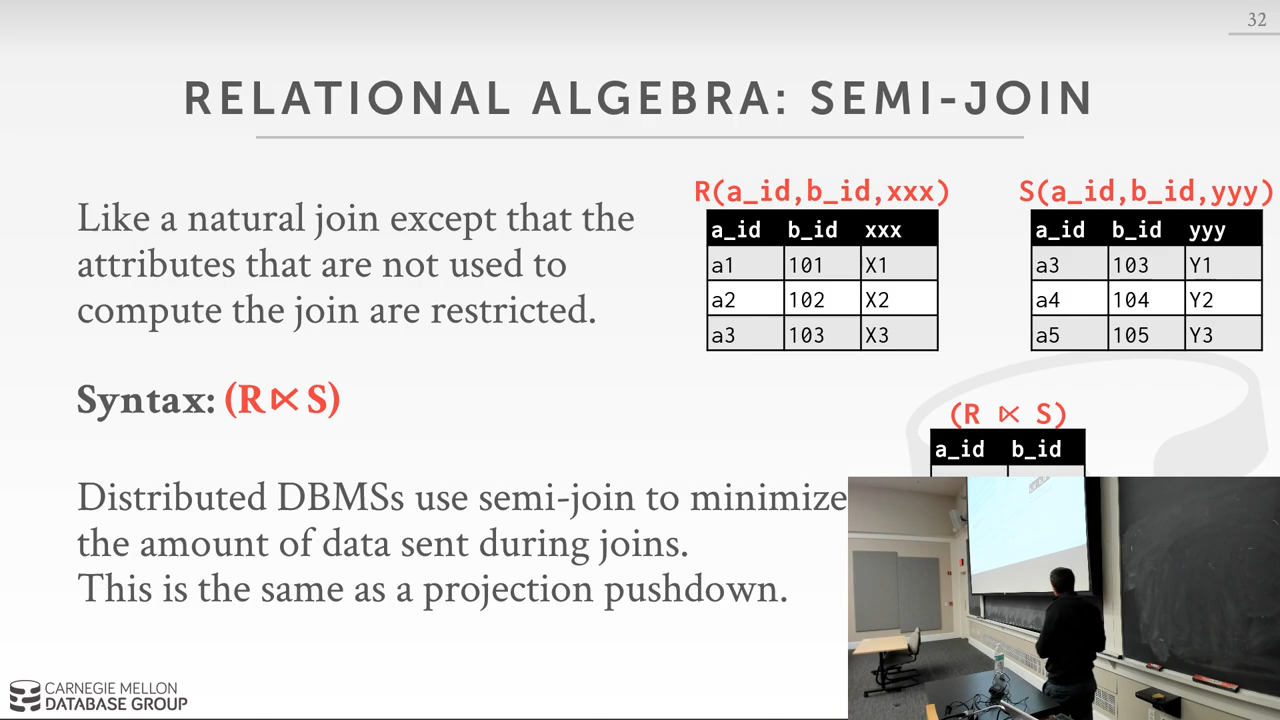 32
RELATIONAL ALGEBRA: SEMI-JOIN
Like a natural join except that the
attributes that are not used to
compute the join are restricted.
Syntax: (R ⋉ S)
Distributed DBMSs use semi-join to minimize
the amount of data sent during joins.
This is the same as a projection pushdown.
R(a_id,b_id,xxx)
a_id b_id xxx
a1 101 X1
a2 102 X2
a3 103 X3
S(a_id,b_id,yyy)
a_id b_id yyy
a3 103 Y1
a4 104 Y2
a5 105 Y3
(R ⋉ S)
a_id b_id
CARNEGIE MELLON
DATABASE GROUP